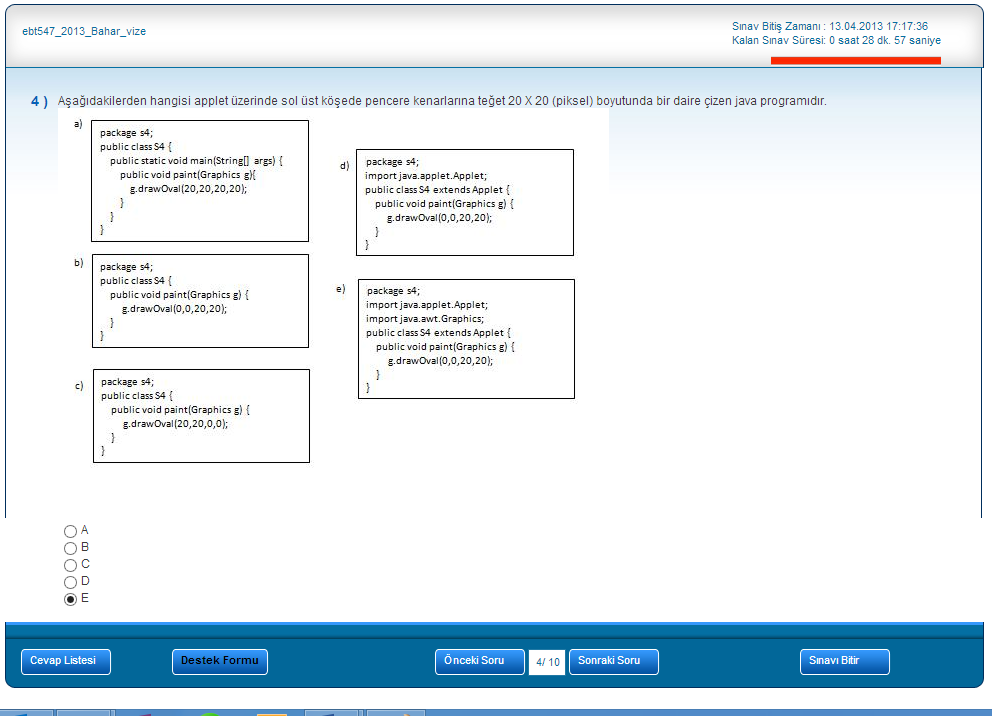 ebt547_2013_Bahar_vize
Sınav Bitiş Zamanı : 13.04.2013 17:17:36
Kalan Sınav Süresi: 0 saat 28 dk. 57 saniye
4 ) Aşağıdakilerden hangisi applet üzerinde sol üst köşede pencere kenarlarına teğet 20 X 20 (piksel) boyutunda bir daire çizen java programıdır.
a)
package s4;
public class S4 {
public static void main(String[] args) {
public void paint(Graphics g){
g.drawOval(20,20,20,20);
}
}
}
b)
package s4;
public class S4 {
public void paint(Graphics g) {
g.drawOval(0,0,20,20);
}
}
c)
package s4;
public class S4 {
public void paint(Graphics g) {
g.drawOval(20,20,0,0);
}
}
d)
package s4;
import java.applet.Applet;
public class S4 extends Applet {
public void paint(Graphics g) {
g.drawOval(0,0,20,20);
}
}
e)
package s4;
import java.applet.Applet;
import java.awt.Graphics;
public class S4 extends Applet {
public void paint(Graphics g) {
g.drawOval(0,0,20,20);
}
}
A
B
C
D
E
Cevap Listesi
Destek Formu
Önceki Soru
4/ 10
Sonraki Soru
Sınavı Bitir